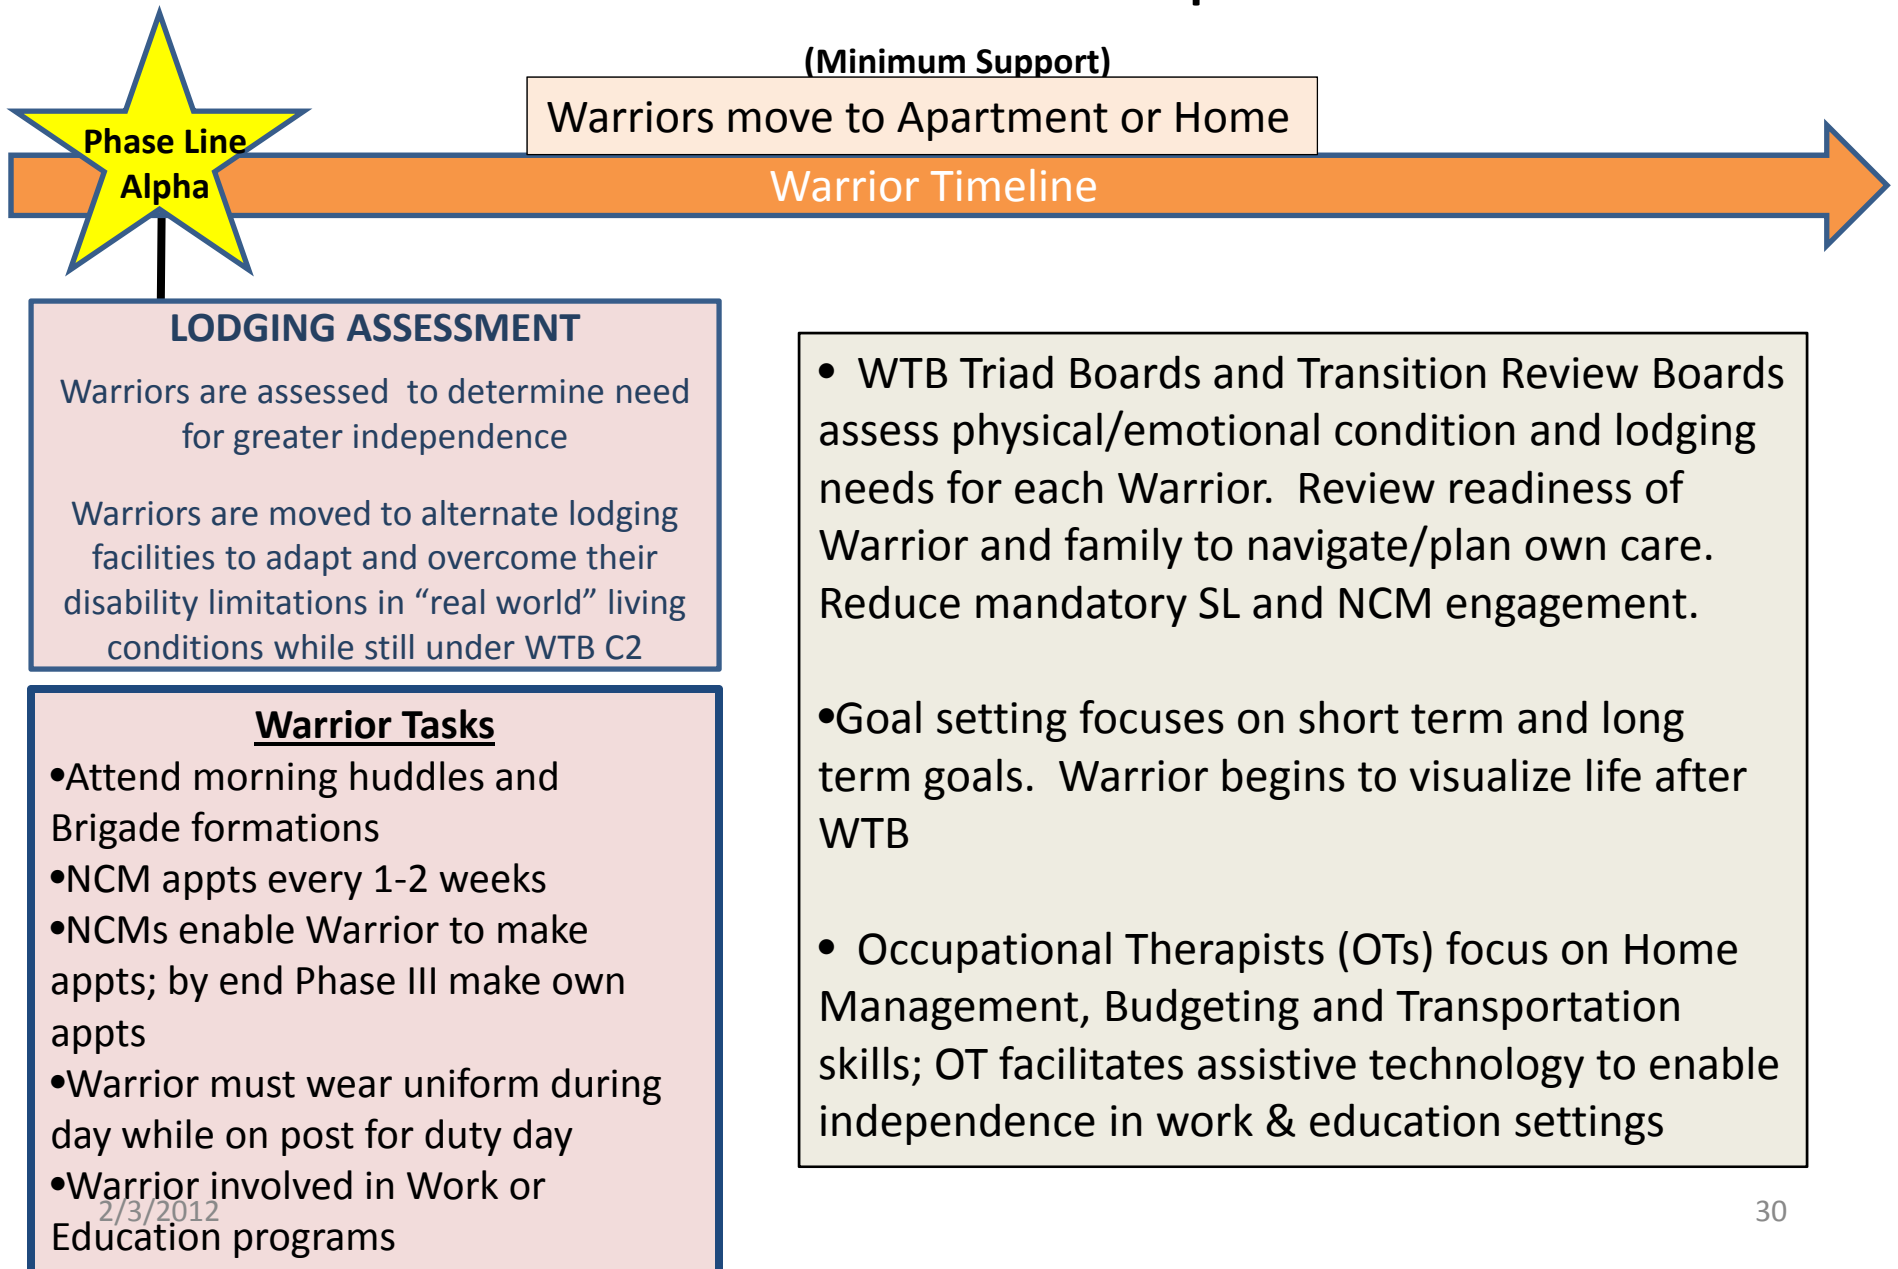 (Minimum Support)
Warriors move to Apartment or Home
Phase Line
Alpha
Warrior Timeline
LODGING ASSESSMENT
Warriors are assessed  to determine need
for greater independence
Warriors are moved to alternate lodging
facilities to adapt and overcome their
disability limitations in “real world” living
conditions while still under WTB C2
Warrior Tasks
•Attend morning huddles and
Brigade formations
•NCM appts every 1-2 weeks
•NCMs enable Warrior to make
appts; by end Phase III make own
appts
•Warrior must wear uniform during
day while on post for duty day
•Warrior involved in Work or
Education programs
• WTB Triad Boards and Transition Review Boards
assess physical/emotional condition and lodging
needs for each Warrior.  Review readiness of
Warrior and family to navigate/plan own care.
Reduce mandatory SL and NCM engagement.
•Goal setting focuses on short term and long
term goals.  Warrior begins to visualize life after
WTB
• Occupational Therapists (OTs) focus on Home
Management, Budgeting and Transportation
skills; OT facilitates assistive technology to enable
independence in work & education settings
2/3/2012
30